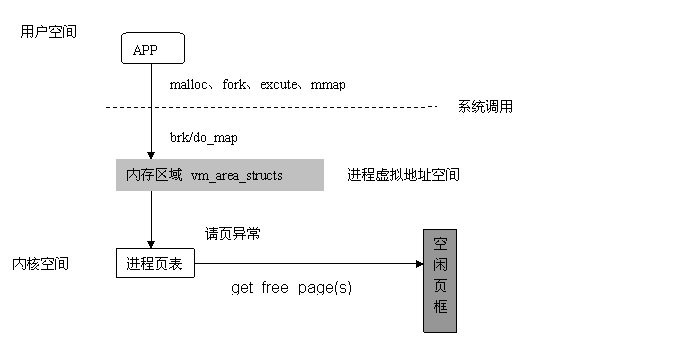 用户空间
APP
malloc、fork、excute、mmap
系统调用
brk/do_map
内存区域 vm_area_structs
进程虚拟地址空间
请页异常
内核空间
进程页表
空闲页框
get free page(s)